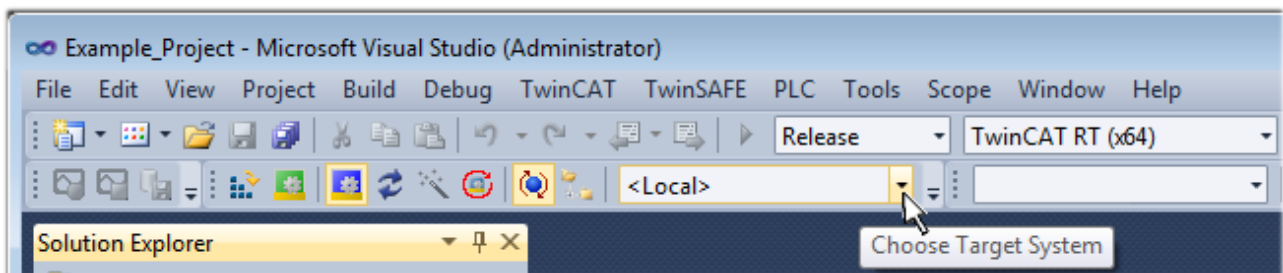 Example_Project - Microsoft Visual Studio (Administrator)
File Edit View Project Build Debug TwinCAT TwinSAFE PLC Tools Scope Window Help
Release TwinCAT RT (x64)
<Local>
Solution Explorer
Choose Target System